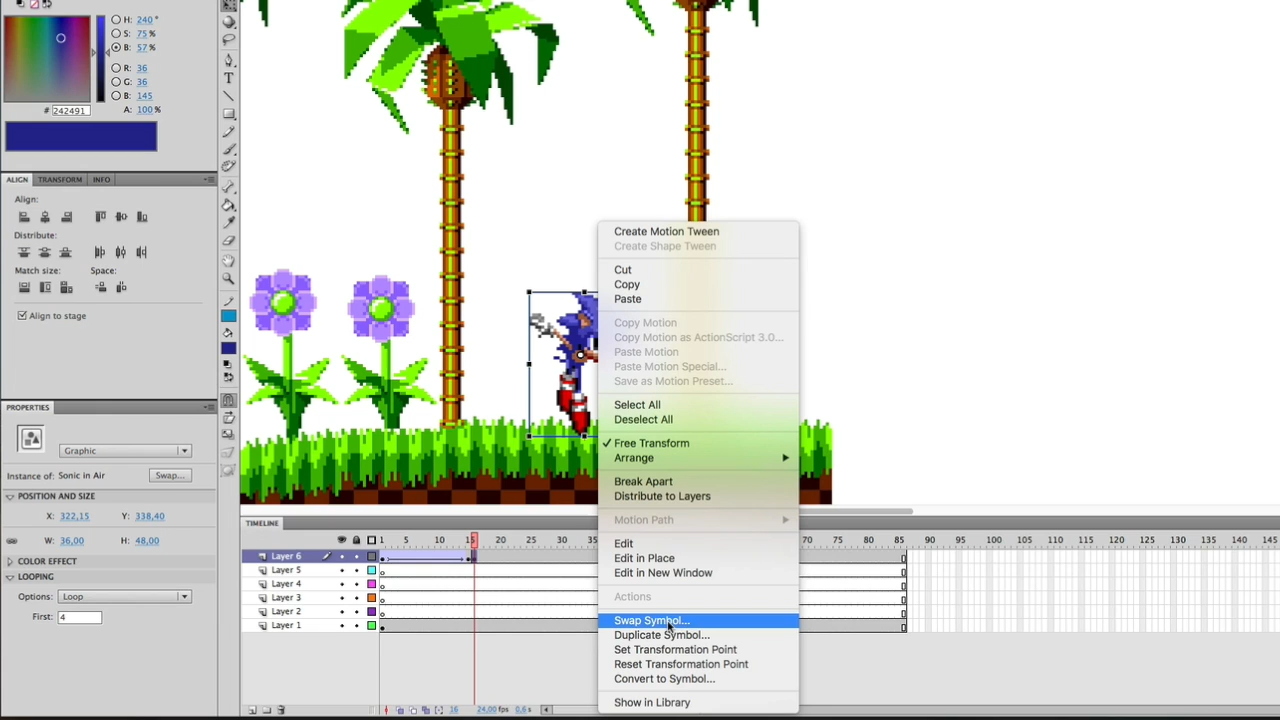 H: 240 °
S: 75 %
B: 57 %
R: 36
G: 36
B: 145
# 242491 A: 100 %
ALIGN TRANSFORM INFO
Align:
Distribute:
Match size: Space:
Align to stage
PROPERTIES
Graphic
Instance of: Sonic in Air Swap...
POSITION AND SIZE
X: 322,15 Y: 338,40
W: 36,00 H: 48,00
COLOR EFFECT
LOOPING
Options: Loop
First: 4
T
Create Motion Tween
Create Shape Tween
Cut
Copy
Paste
Copy Motion
Copy Motion as ActionScript 3.0...
Paste Motion
Paste Motion Special...
Save as Motion Preset...
Select All
Deselect All
Free Transform
Arrange
Break Apart
Distribute to Layers
Motion Path
Edit
Edit in Place
Edit in New Window
Actions
Swap Symbol...
Duplicate Symbol...
Set Transformation Point
Reset Transformation Point
Convert to Symbol...
Show in Library
TIMELINE
1 5 10 15 20 25 30 35 70 75 80 85 90 95 100 105 110 115 120 125 130 135 140 145
Layer 6
Layer 5
Layer 4
Layer 3
Layer 2
Layer 1
16 24,00 fps 0,6 s